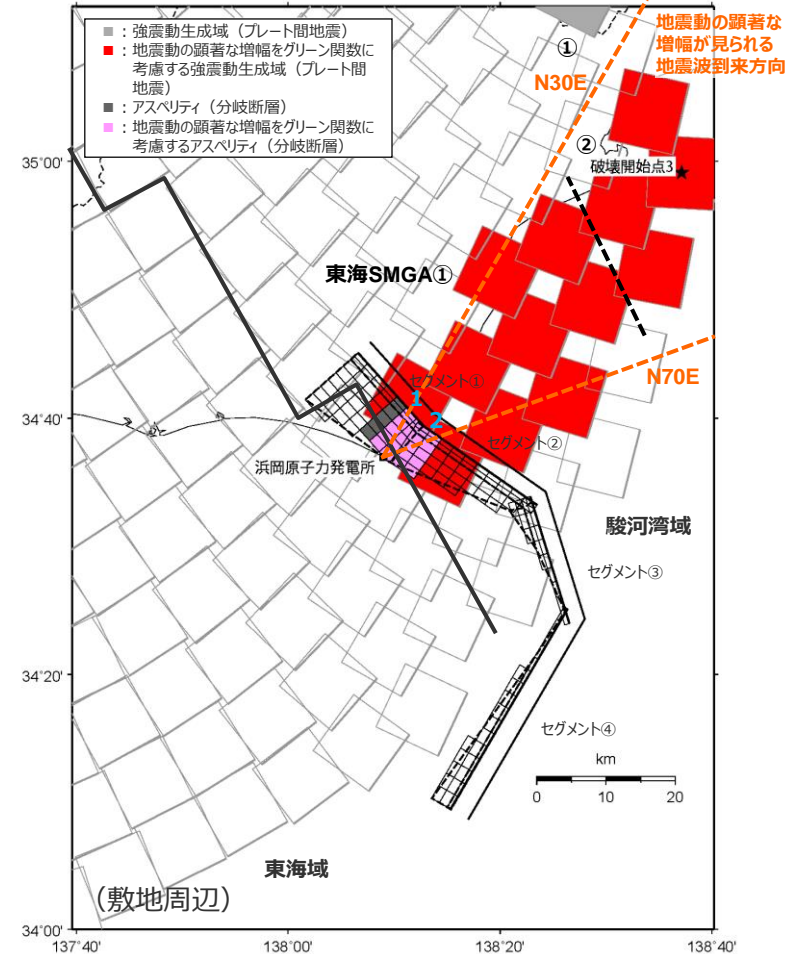 ■：強震動生成域（プレート間地震）
■：地震動の顕著な増幅をグリーン関数に
考慮する強震動生成域（プレート間
地震）
■：アスペリティ（分岐断層）
■：地震動の顕著な増幅をグリーン関数に
考慮するアスペリティ（分岐断層）
地震動の顕著な
増幅が見られる
地震波到来方向
①
N30E
②
破壊開始点3
35°00'
東海SMGA①
N70E
セグメント①
1
2
34°40'
セグメント②
浜岡原子力発電所
駿河湾域
セグメント③
34°20'
セグメント④
km
0 10 20
東海域
（敷地周辺）
34°00'
137°40' 138°00' 138°20' 138°40'